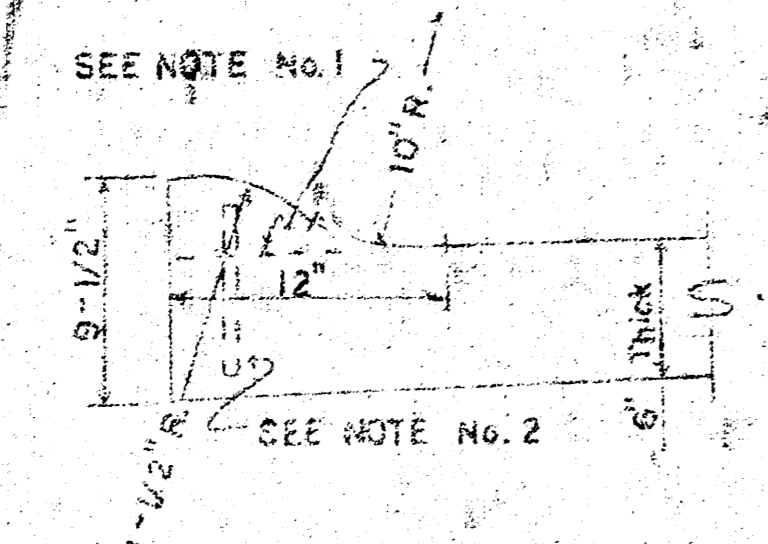 SEE NOTE No. 1
10" R.
9-1/2"
12"
6" Thick
S
SEE NOTE No. 2
-1/2" R.